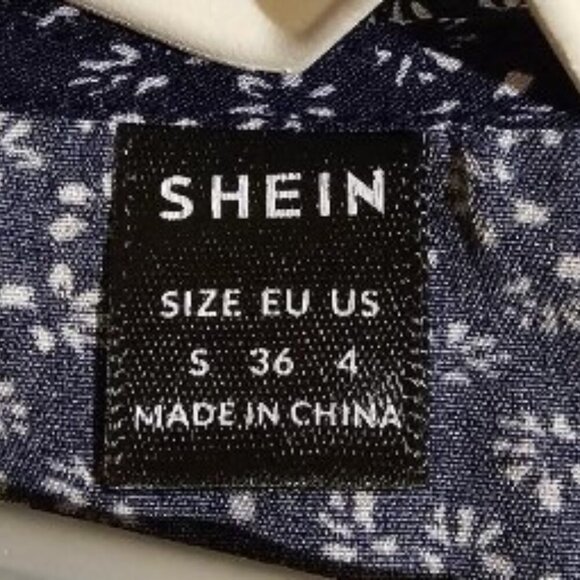 SHEIN
SIZE EU US
S 36 4
MADE IN CHINA